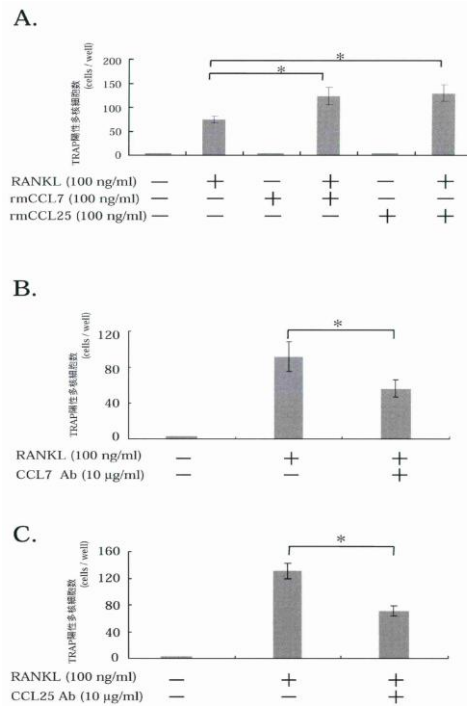 A.
TRAP陽性多核細胞数
(cells / well)
200
150
100
50
0
*
*
RANKL (100 ng/ml) — + — + — +
rmCCL7 (100 ng/ml) — — + + — —
rmCCL25 (100 ng/ml) — — — — + +
B.
TRAP陽性多核細胞数
(cells / well)
120
80
40
0
*
RANKL (100 ng/ml) — + +
CCL7 Ab (10 μg/ml) — — +
C.
TRAP陽性多核細胞数
(cells / well)
160
120
80
40
0
*
RANKL (100 ng/ml) — + +
CCL25 Ab (10 μg/ml) — — +